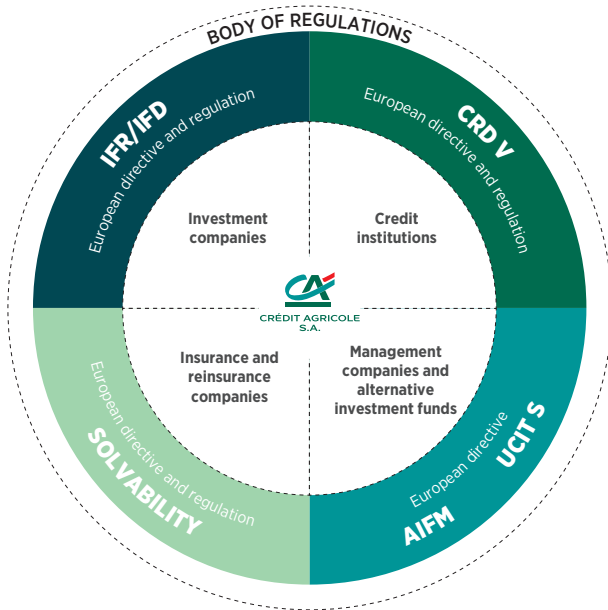 BODY OF REGULATIONS
IFR/IFD
European directive and regulation
CRD V
European directive and regulation
Investment
companies
Credit
institutions
CRÉDIT AGRICOLE
S.A.
Insurance and
reinsurance
companies
Management
companies and
alternative
investment funds
European directive and regulation
SOLVABILITY
European directive
UCIT S
AIFM